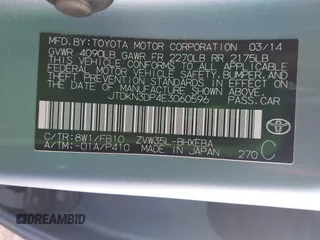 MFD.BY:TOYOTA MOTOR CORPORATION 03/14
GVWR 4090LB GAWR FR 2270LB RR 2175LB
THIS VEHICLE CONFORMS TO ALL APPLICABLE
FEDERAL MOTOR VEHICLE SAFETY, BUMPER, AND
THEFT PREVENTION STANDARDS IN EFFECT ON
THE DATE OF MANUFACTURE SHOWN ABOVE.
JTDKN3DP4E3060596 PASS.CAR
C/TR:8W1/FB10 ZVW35L-BHXEBA
A/TM:-01A/P410 MADE IN JAPAN 270 C
DREAMBID